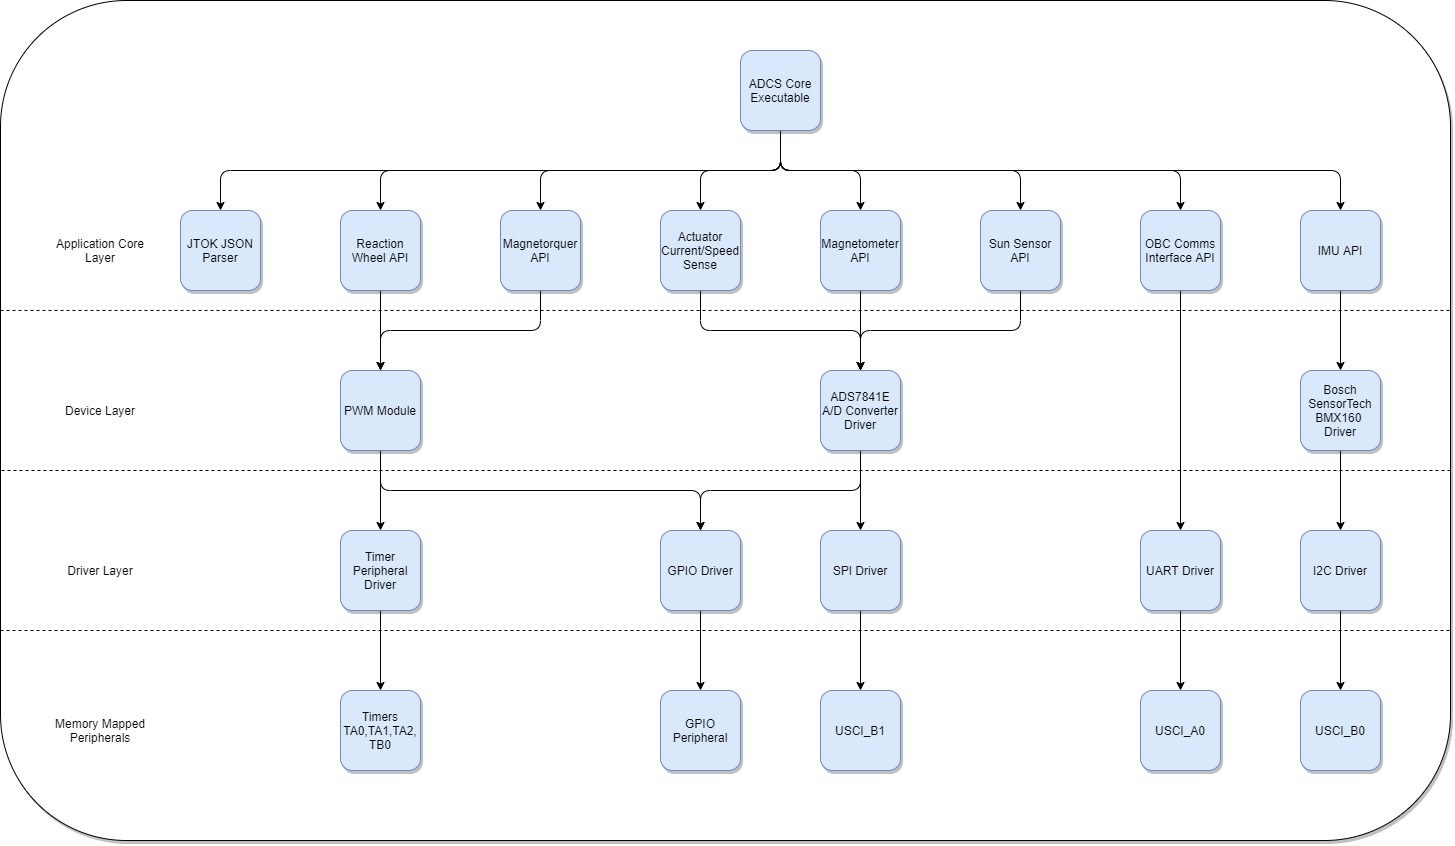 ADCS Core
Executable
Application Core
Layer
JTOK JSON
Parser
Reaction
Wheel API
Magnetorquer
API
Actuator
Current/Speed
Sense
Magnetometer
API
Sun Sensor
API
OBC Comms
Interface API
IMU API
Device Layer
PWM Module
ADS7841E
A/D Converter
Driver
Bosch
SensorTech
BMX160
Driver
Driver Layer
Timer
Peripheral
Driver
GPIO Driver
SPI Driver
UART Driver
I2C Driver
Memory Mapped
Peripherals
Timers
TA0,TA1,TA2,
TB0
GPIO
Peripheral
USCI_B1
USCI_A0
USCI_B0